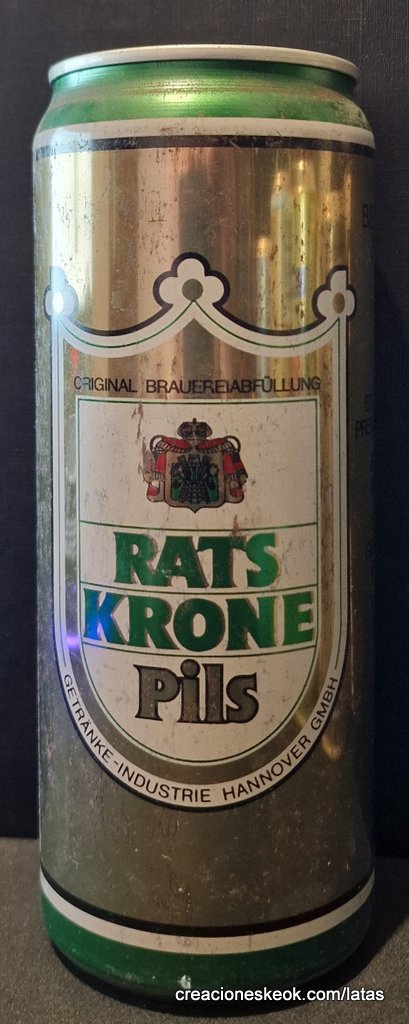 ORIGINAL BRAUEREIABFÜLLUNG
RATS
KRONE
Pils
GETRÄNKE-INDUSTRIE HANNOVER GMBH
creacioneskeok.com/latas